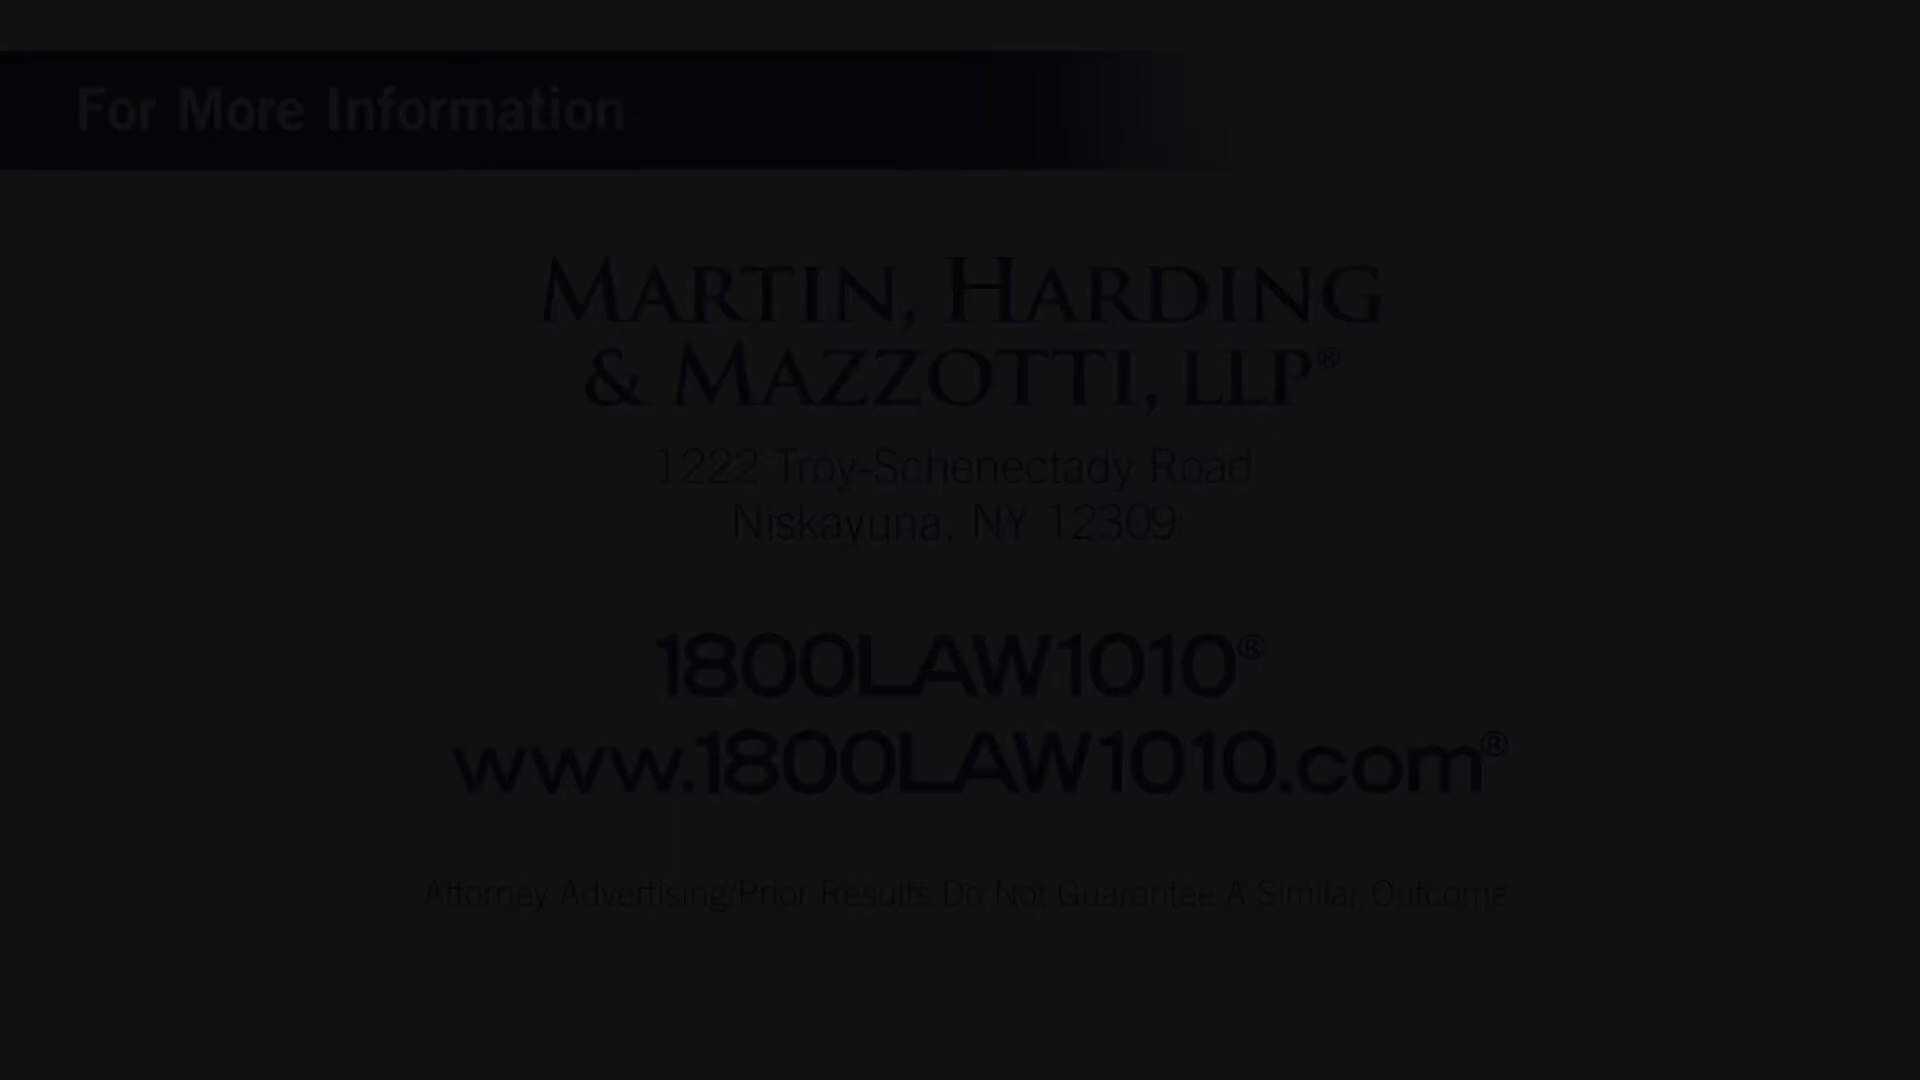 For More Information
MARTIN, HARDING
& MAZZOTTI, LLP®
1222 Troy-Schenectady Road
Niskayuna, NY 12309
1800LAW1010®
www.1800LAW1010.com®
Attorney Advertising/Prior Results Do Not Guarantee A Similar Outcome